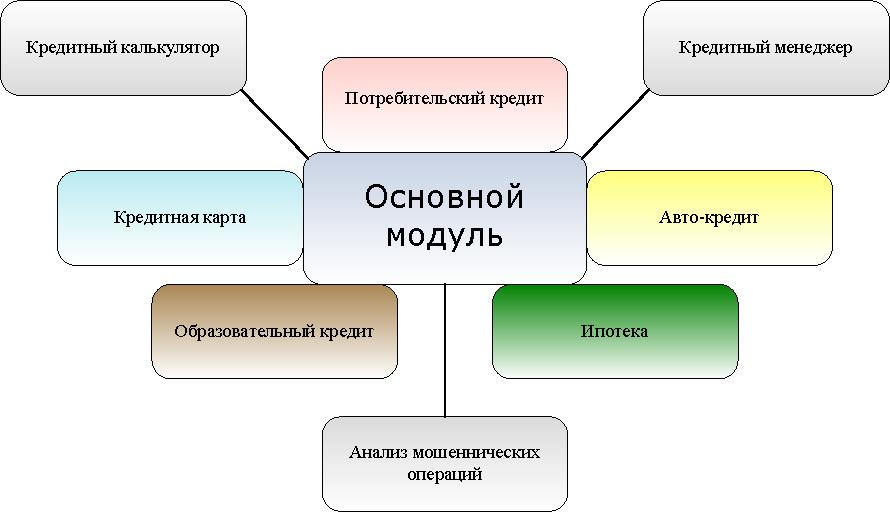 Кредитный калькулятор
Кредитный менеджер
Потребительский кредит
Основной
модуль
Кредитная карта
Авто-кредит
Образовательный кредит
Ипотека
Анализ мошеннических
операций